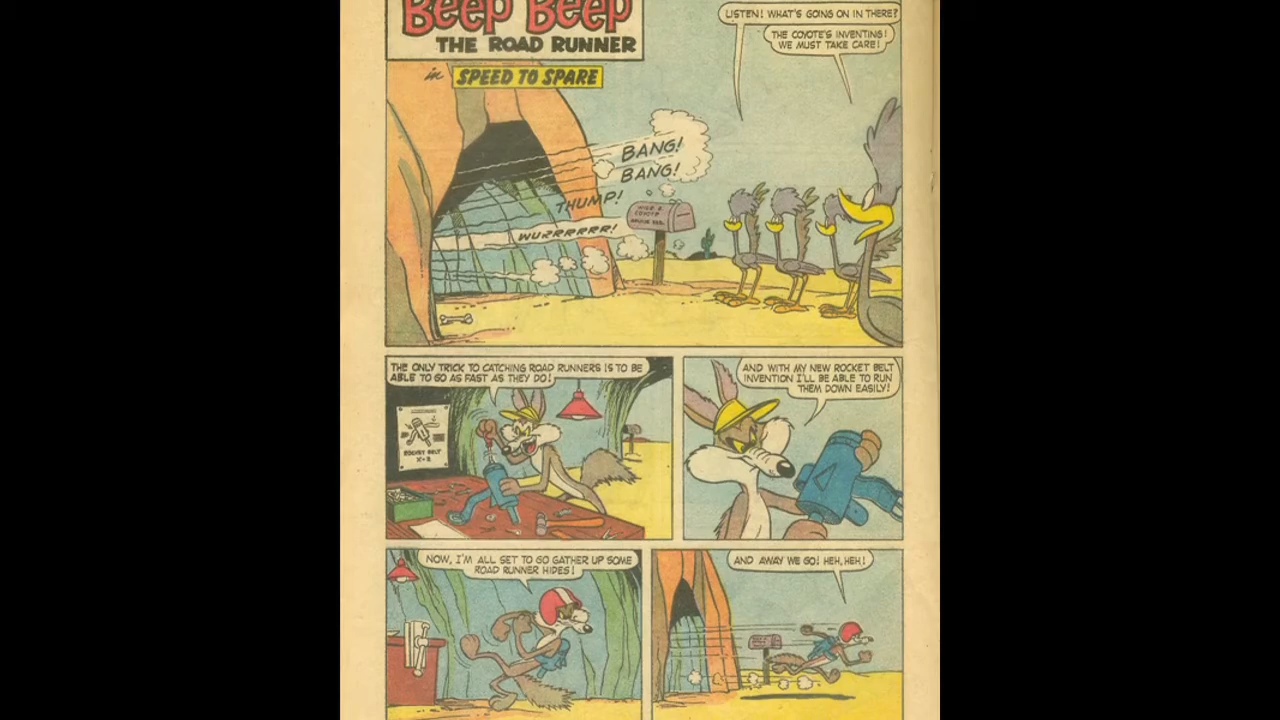 Beep Beep
THE ROAD RUNNER
in SPEED TO SPARE
LISTEN! WHAT'S GOING ON IN THERE?
THE COYOTE'S INVENTING!
WE MUST TAKE CARE!
BANG!
BANG!
THUMP!
WURRRRRR!
WILE E.
COYOTE
THE ONLY TRICK TO CATCHING ROAD RUNNERS IS TO BE
ABLE TO GO AS FAST AS THEY DO!
ROCKET BELT
AND WITH MY NEW ROCKET BELT
INVENTION I'LL BE ABLE TO RUN
THEM DOWN EASILY!
NOW, I'M ALL SET TO GO GATHER UP SOME
ROAD RUNNER HIDES!
AND AWAY WE GO! HEH, HEH!